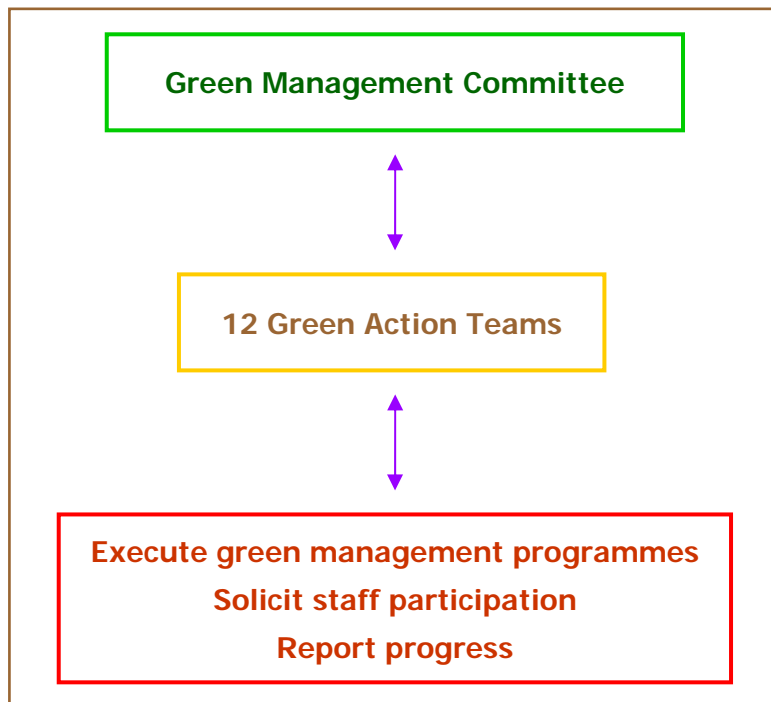 Green Management Committee
12 Green Action Teams
Execute green management programmes
Solicit staff participation
Report progress